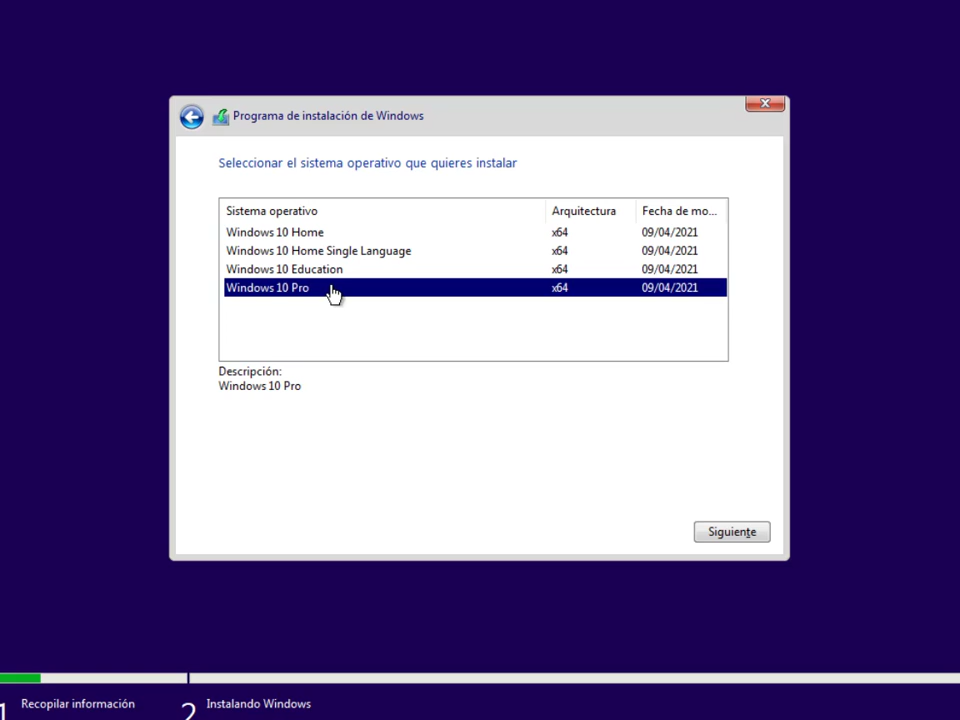 Programa de instalación de Windows
Seleccionar el sistema operativo que quieres instalar
Sistema operativo Arquitectura Fecha de mo...
Windows 10 Home x64 09/04/2021
Windows 10 Home Single Language x64 09/04/2021
Windows 10 Education x64 09/04/2021
Windows 10 Pro x64 09/04/2021
Descripción:
Windows 10 Pro
Siguiente
1 Recopilar información 2 Instalando Windows